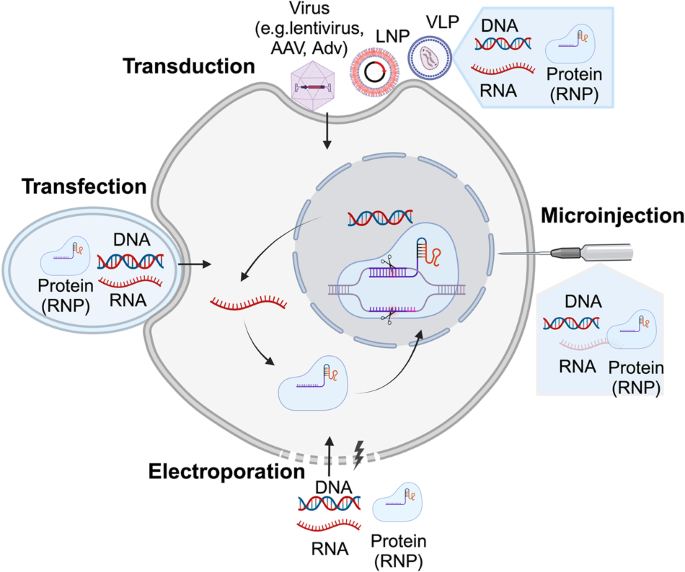 Virus
(e.g.lentivirus,
AAV, Adv)
LNP
VLP
DNA
RNA
Protein
(RNP)
Transduction
Transfection
DNA
Protein
(RNP)
RNA
Microinjection
DNA
RNA
Protein
(RNP)
Electroporation
DNA
RNA
Protein
(RNP)